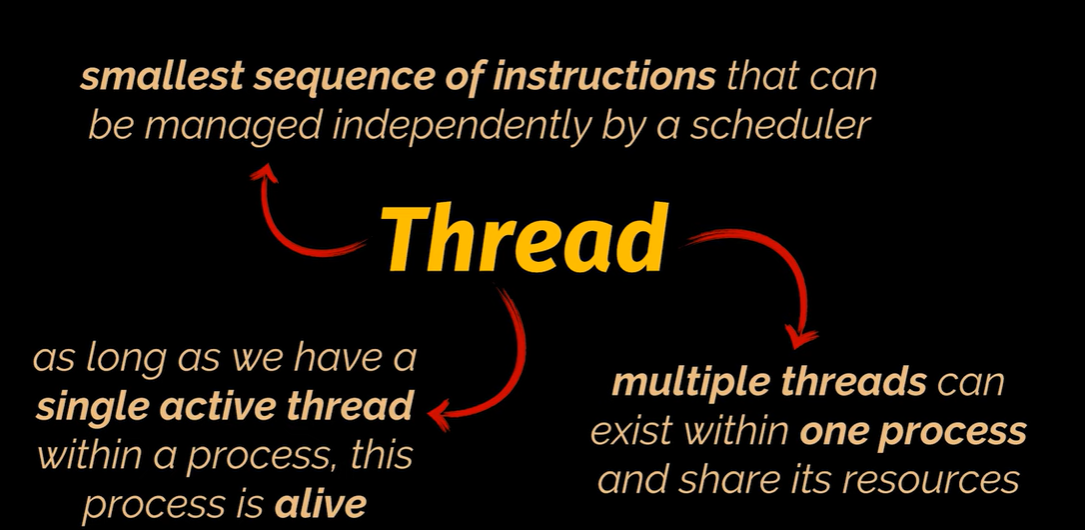 smallest sequence of instructions that can
be managed independently by a scheduler
Thread
as long as we have a
single active thread
within a process, this
process is alive
multiple threads can
exist within one process
and share its resources